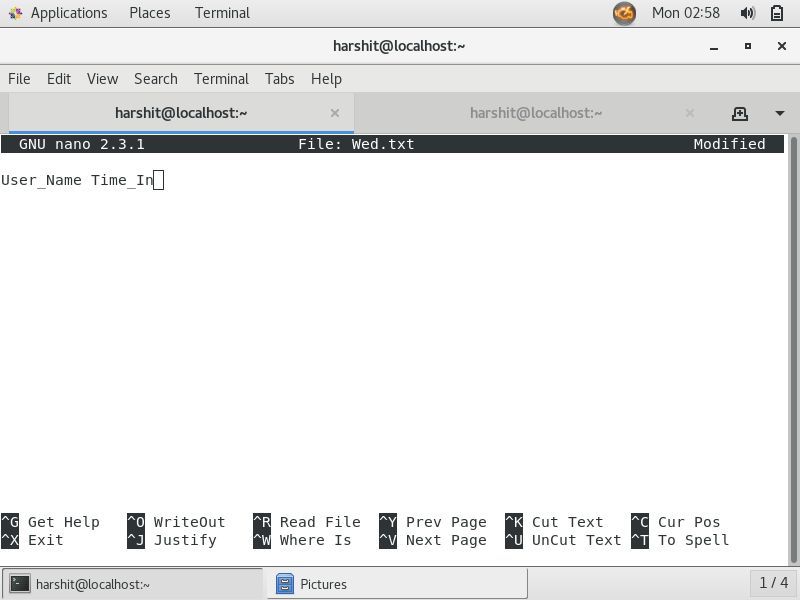 Applications Places Terminal Mon 02:58
harshit@localhost:~
File Edit View Search Terminal Tabs Help
harshit@localhost:~ harshit@localhost:~
GNU nano 2.3.1 File: Wed.txt Modified
User_Name Time_In
^G Get Help ^O WriteOut ^R Read File ^Y Prev Page ^K Cut Text ^C Cur Pos
^X Exit ^J Justify ^W Where Is ^V Next Page ^U UnCut Text ^T To Spell
harshit@localhost:~ Pictures 1 / 4